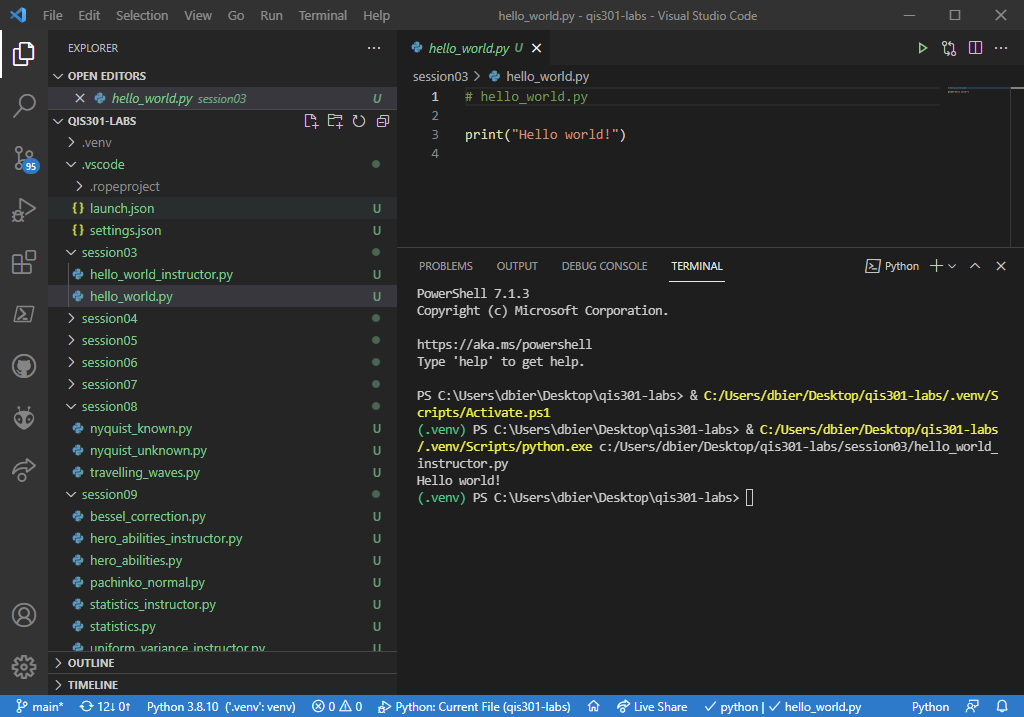 File Edit Selection View Go Run Terminal Help hello_world.py - qis301-labs - Visual Studio Code
EXPLORER
OPEN EDITORS
hello_world.py session03 U
QIS301-LABS
.venv
.vscode
.ropeproject
{} launch.json U
{} settings.json U
session03
hello_world_instructor.py U
hello_world.py U
session04
session05
session06
session07
session08
nyquist_known.py U
nyquist_unknown.py U
travelling_waves.py U
session09
bessel_correction.py U
hero_abilities_instructor.py U
hero_abilities.py U
pachinko_normal.py U
statistics_instructor.py U
statistics.py U
uniform_variance_instructor.py U
OUTLINE
TIMELINE
95
hello_world.py U
session03 > hello_world.py
1 # hello_world.py
2
3 print("Hello world!")
4
PROBLEMS OUTPUT DEBUG CONSOLE TERMINAL Python
PowerShell 7.1.3
Copyright (c) Microsoft Corporation.
https://aka.ms/powershell
Type 'help' to get help.
PS C:\Users\dbier\Desktop\qis301-labs> & C:/Users/dbier/Desktop/qis301-labs/.venv/S
cripts/Activate.ps1
(.venv) PS C:\Users\dbier\Desktop\qis301-labs> & C:/Users/dbier/Desktop/qis301-labs
/.venv/Scripts/python.exe c:/Users/dbier/Desktop/qis301-labs/session03/hello_world_
instructor.py
Hello world!
(.venv) PS C:\Users\dbier\Desktop\qis301-labs>
main* 12↓ 0↑ Python 3.8.10 ('.venv': venv) 0 0 Python: Current File (qis301-labs) Live Share ✓ python | ✓ hello_world.py Python